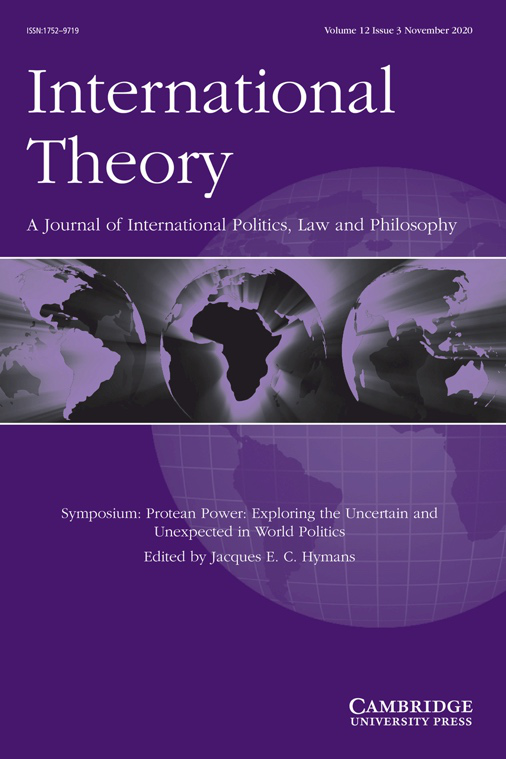 ISSN:1752–9719
Volume 12 Issue 3 November 2020
International
Theory
A Journal of International Politics, Law and Philosophy
Symposium: Protean Power: Exploring the Uncertain and
Unexpected in World Politics
Edited by Jacques E. C. Hymans
CAMBRIDGE
UNIVERSITY PRESS